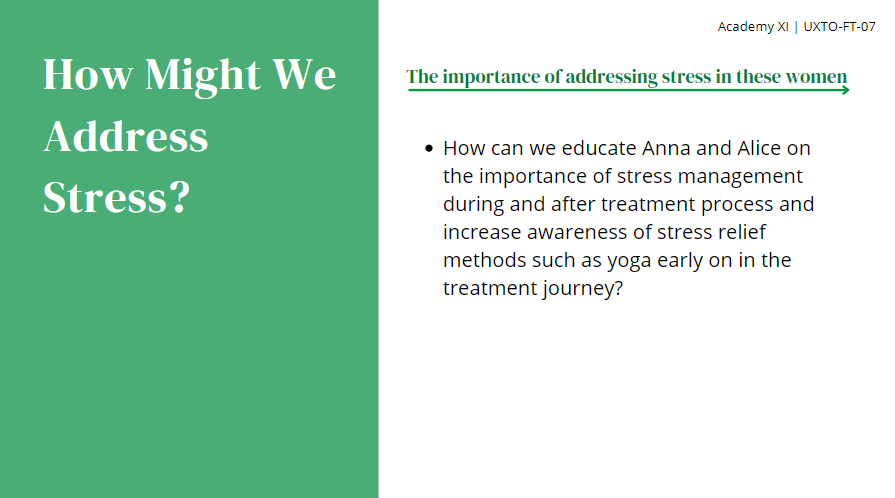 Academy XI | UXTO-FT-07
How Might We
Address
Stress?
The importance of addressing stress in these women
• How can we educate Anna and Alice on
the importance of stress management
during and after treatment process and
increase awareness of stress relief
methods such as yoga early on in the
treatment journey?